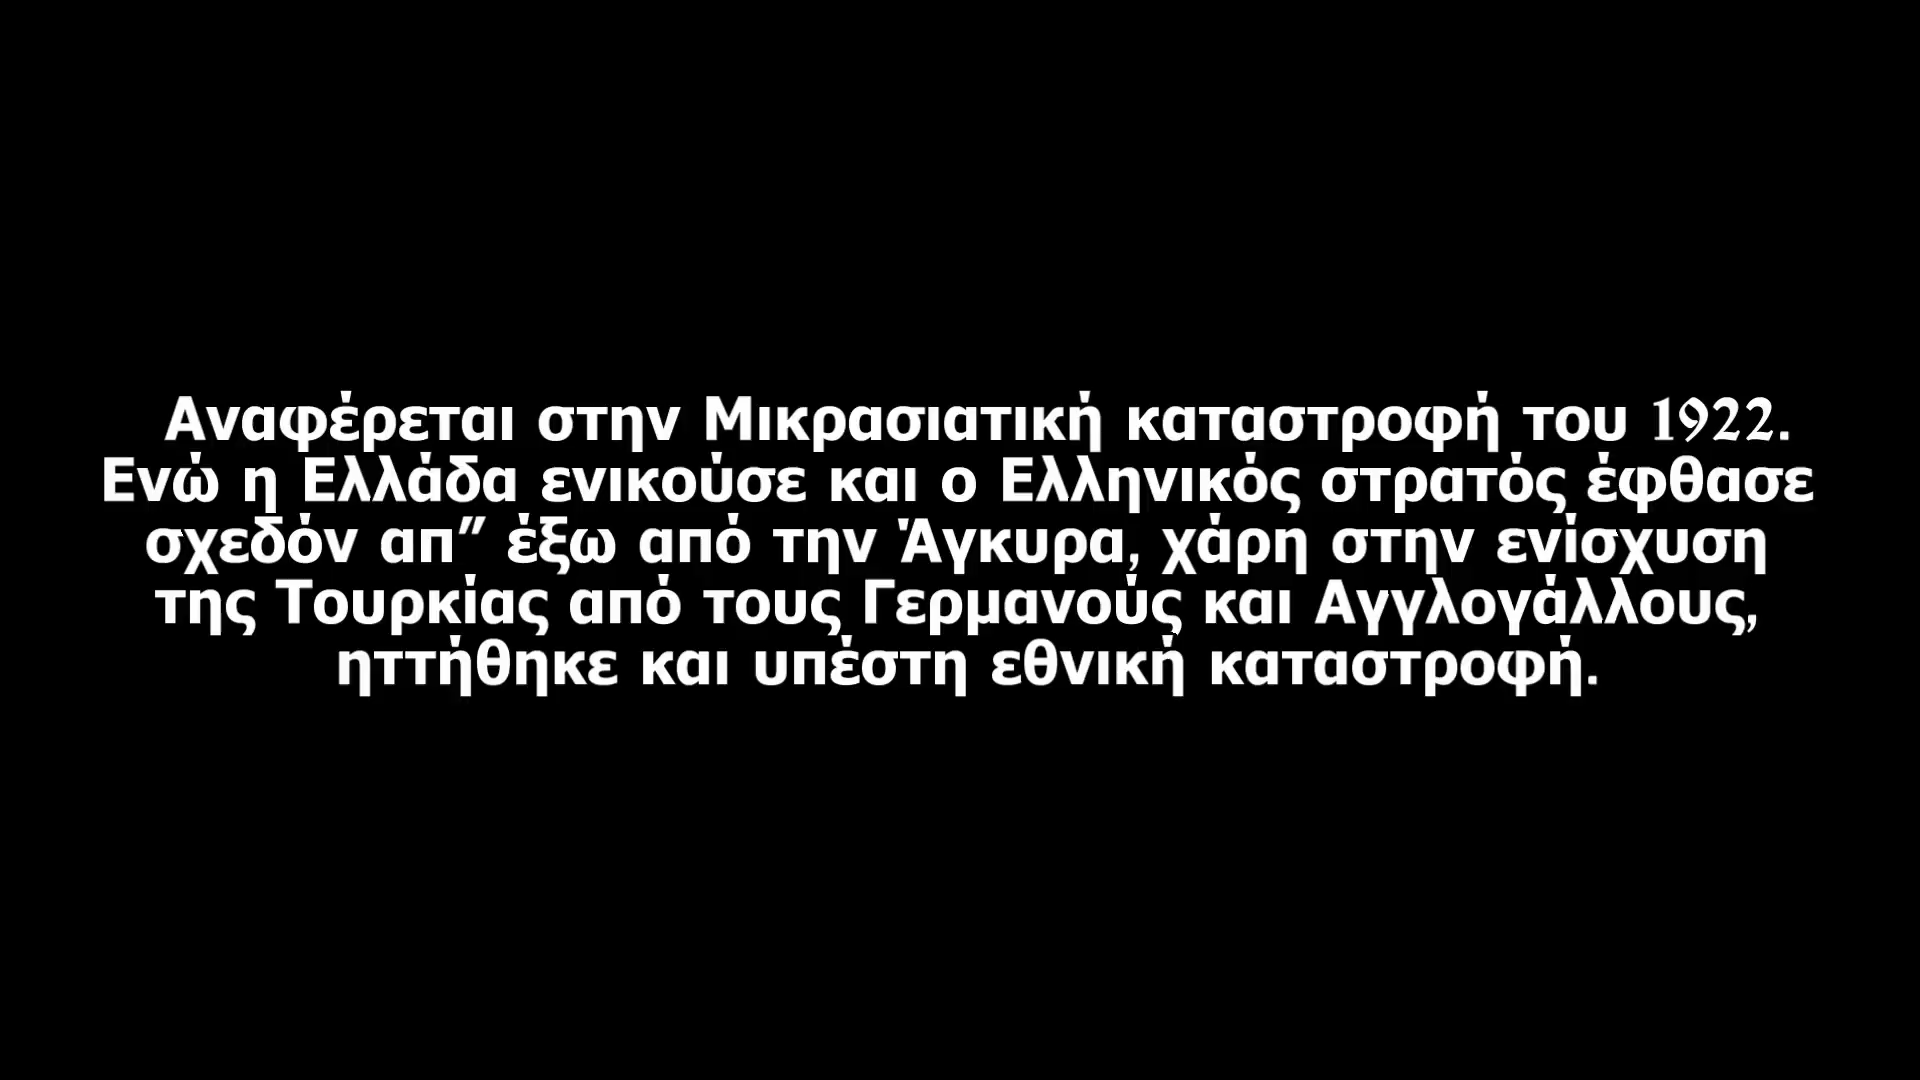 Αναφέρεται στην Μικρασιατική καταστροφή του 1922.
Ενώ η Ελλάδα ενικούσε και ο Ελληνικός στρατός έφθασε
σχεδόν απ” έξω από την Άγκυρα, χάρη στην ενίσχυση
της Τουρκίας από τους Γερμανούς και Αγγλογάλλους,
ηττήθηκε και υπέστη εθνική καταστροφή.